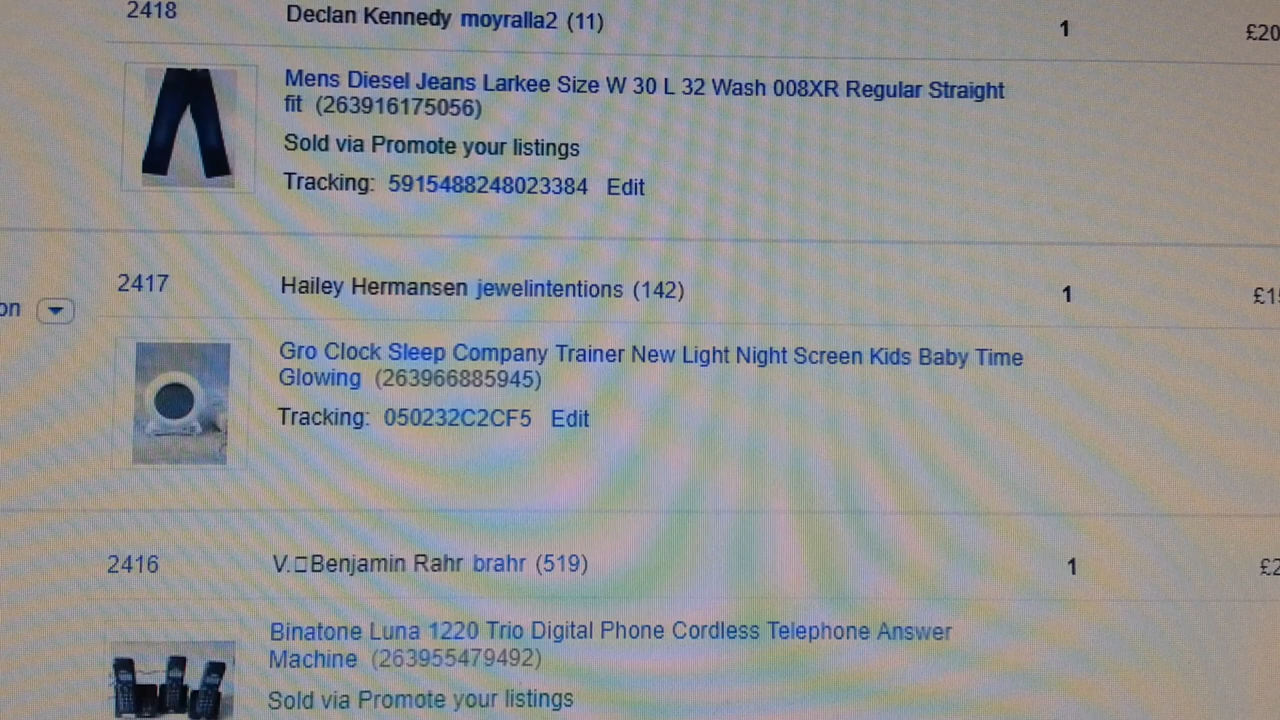 2418 Declan Kennedy moyralla2 (11) 1 £20
Mens Diesel Jeans Larkee Size W 30 L 32 Wash 008XR Regular Straight
fit (263916175056)
Sold via Promote your listings
Tracking: 5915488248023384 Edit
2417 Hailey Hermansen jewelintentions (142) 1 £15
on
Gro Clock Sleep Company Trainer New Light Night Screen Kids Baby Time
Glowing (263966885945)
Tracking: 050232C2CF5 Edit
2416 V.□Benjamin Rahr brahr (519) 1 £2
Binatone Luna 1220 Trio Digital Phone Cordless Telephone Answer
Machine (263955479492)
Sold via Promote your listings